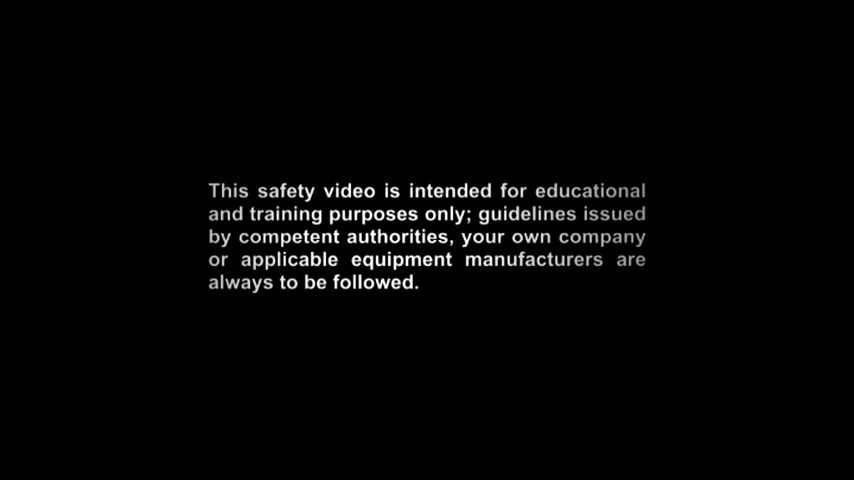 This safety video is intended for educational
and training purposes only; guidelines issued
by competent authorities, your own company
or applicable equipment manufacturers are
always to be followed.